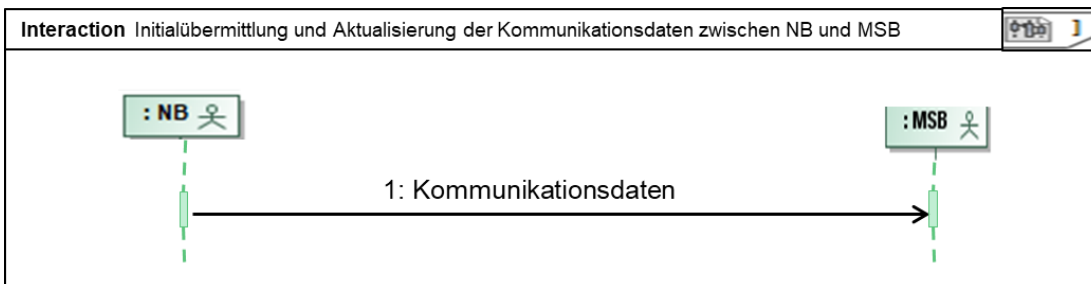 Interaction Initialübermittlung und Aktualisierung der Kommunikationsdaten zwischen NB und MSB
: NB
: MSB
1: Kommunikationsdaten